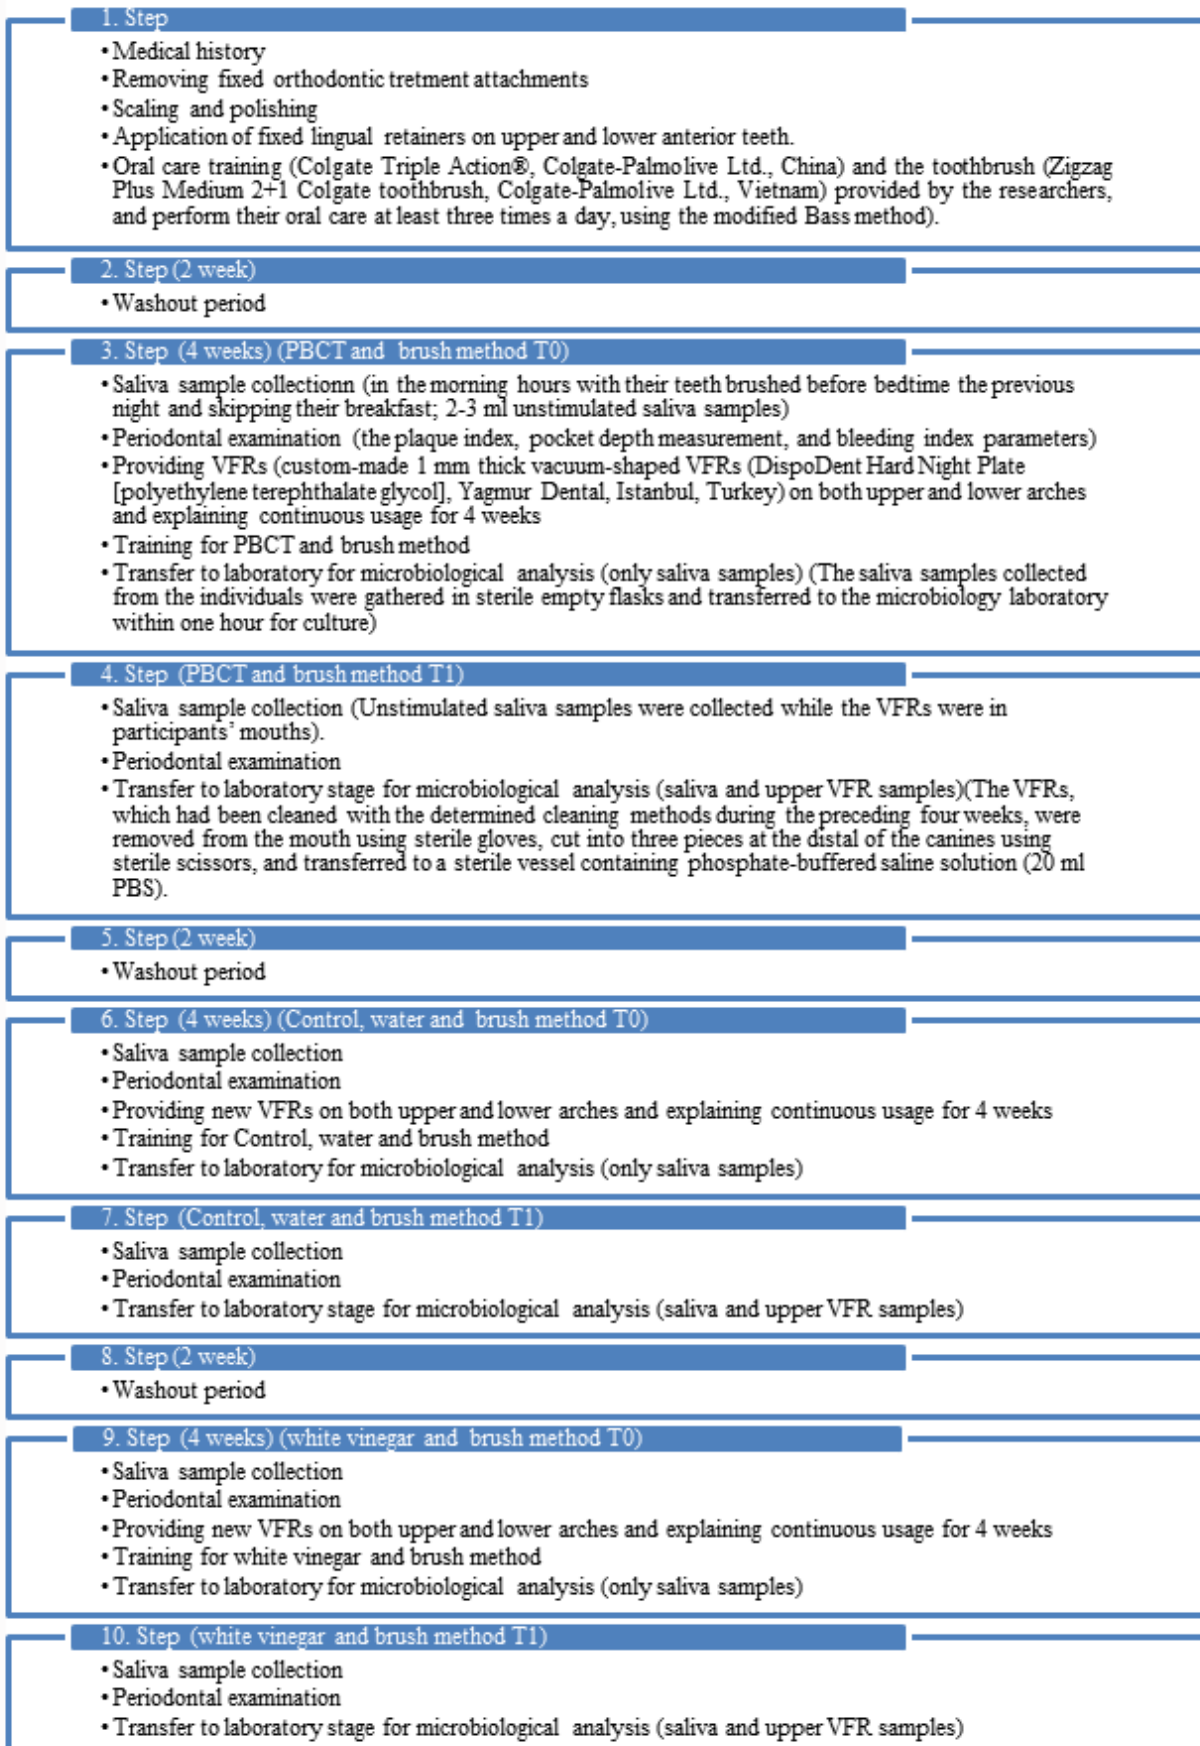 1. Step
•Medical history
•Removing fixed orthodontic tretment attachments
•Scaling and polishing
•Application of fixed lingual retainers on upper and lower anterior teeth.
•Oral care training (Colgate Triple Action®, Colgate-Palmolive Ltd., China) and the toothbrush (Zigzag
Plus Medium 2+1 Colgate toothbrush, Colgate-Palmolive Ltd., Vietnam) provided by the researchers,
and perform their oral care at least three times a day, using the modified Bass method).
2. Step (2 week)
•Washout period
3. Step (4 weeks) (PBCT and brush method T0)
•Saliva sample collectionn (in the morning hours with their teeth brushed before bedtime the previous
night and skipping their breakfast; 2-3 ml unstimulated saliva samples)
•Periodontal examination (the plaque index, pocket depth measurement, and bleeding index parameters)
•Providing VFRs (custom-made 1 mm thick vacuum-shaped VFRs (DispoDent Hard Night Plate
[polyethylene terephthalate glycol], Yagmur Dental, Istanbul, Turkey) on both upper and lower arches
and explaining continuous usage for 4 weeks
•Training for PBCT and brush method
•Transfer to laboratory for microbiological analysis (only saliva samples) (The saliva samples collected
from the individuals were gathered in sterile empty flasks and transferred to the microbiology laboratory
within one hour for culture)
4. Step (PBCT and brush method T1)
•Saliva sample collection (Unstimulated saliva samples were collected while the VFRs were in
participants’ mouths).
•Periodontal examination
•Transfer to laboratory stage for microbiological analysis (saliva and upper VFR samples)(The VFRs,
which had been cleaned with the determined cleaning methods during the preceding four weeks, were
removed from the mouth using sterile gloves, cut into three pieces at the distal of the canines using
sterile scissors, and transferred to a sterile vessel containing phosphate-buffered saline solution (20 ml
PBS).
5. Step (2 week)
•Washout period
6. Step (4 weeks) (Control, water and brush method T0)
•Saliva sample collection
•Periodontal examination
•Providing new VFRs on both upper and lower arches and explaining continuous usage for 4 weeks
•Training for Control, water and brush method
•Transfer to laboratory for microbiological analysis (only saliva samples)
7. Step (Control, water and brush method T1)
•Saliva sample collection
•Periodontal examination
•Transfer to laboratory stage for microbiological analysis (saliva and upper VFR samples)
8. Step (2 week)
•Washout period
9. Step (4 weeks) (white vinegar and brush method T0)
•Saliva sample collection
•Periodontal examination
•Providing new VFRs on both upper and lower arches and explaining continuous usage for 4 weeks
•Training for white vinegar and brush method
•Transfer to laboratory for microbiological analysis (only saliva samples)
10. Step (white vinegar and brush method T1)
•Saliva sample collection
•Periodontal examination
•Transfer to laboratory stage for microbiological analysis (saliva and upper VFR samples)